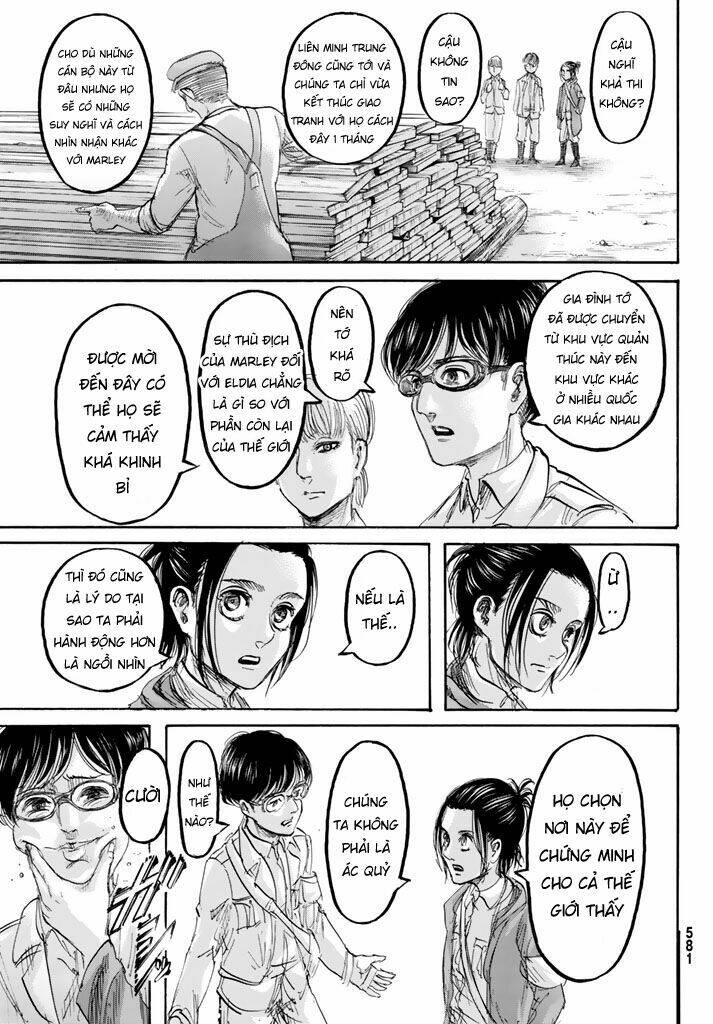 CẬU
NGHĨ
KHẢ THI
KHÔNG?
CẬU
KHÔNG
TIN
SAO?
LIÊN MINH TRUNG
ĐÔNG CŨNG TỚI VÀ
CHÚNG TA CHỈ VỪA
KẾT THÚC GIAO
TRANH VỚI HỌ CÁCH
ĐÂY 1 THÁNG
CHO DÙ NHỮNG
CÁN BỘ NÀY TỪ
ĐÂU NHƯNG HỌ
SẼ CÓ NHỮNG
SUY NGHĨ VÀ CÁCH
NHÌN NHẬN KHÁC
VỚI MARLEY
GIA ĐÌNH TỚ
ĐÃ ĐƯỢC CHUYỂN
TỪ KHU VỰC QUẢN
THÚC NÀY ĐẾN
KHU VỰC KHÁC
Ở NHIỀU QUỐC
GIA KHÁC NHAU
NÊN
TỚ
KHÁ
RÕ
SỰ THÙ ĐỊCH
CỦA MARLEY ĐỐI
VỚI ELDIA CHẲNG
LÀ GÌ SO VỚI
PHẦN CÒN LẠI
CỦA THẾ GIỚI
ĐƯỢC MỜI
ĐẾN ĐÂY CÓ
THỂ HỌ SẼ
CẢM THẤY
KHÁ KHINH
BỈ
Ừ
..
NẾU LÀ
THẾ..
THÌ ĐÓ CŨNG
LÀ LÝ DO TẠI
SAO TA PHẢI
HÀNH ĐỘNG HƠN
LÀ NGỒI NHÌN
HỌ CHỌN
NƠI NÀY ĐỂ
CHỨNG MINH
CHO CẢ THẾ
GIỚI THẤY
CHÚNG
TA KHÔNG
PHẢI LÀ
ÁC QUỶ
NHƯ
THẾ
NÀO?
CƯỜI
581